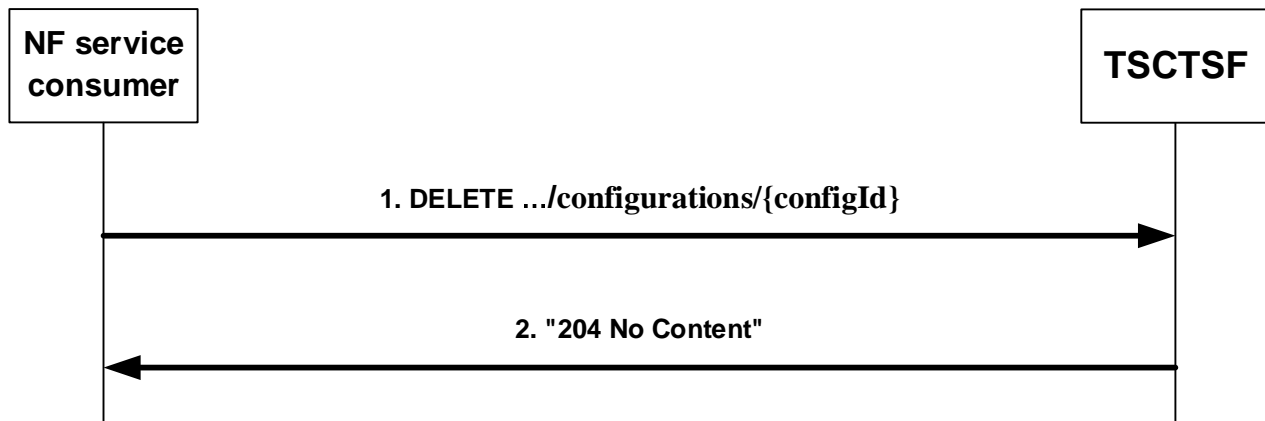 NF service
consumer
TSCTSF
1. DELETE …/configurations/{configId}
2. "204 No Content"